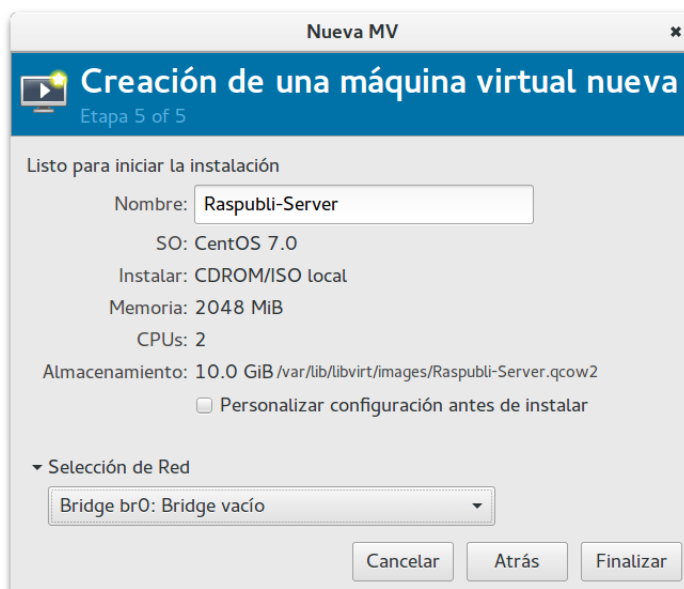 Nueva MV
Creación de una máquina virtual nueva
Etapa 5 of 5
Listo para iniciar la instalación
Nombre: Raspubli-Server
SO: CentOS 7.0
Instalar: CDROM/ISO local
Memoria: 2048 MiB
CPUs: 2
Almacenamiento: 10.0 GiB /var/lib/libvirt/images/Raspubli-Server.qcow2
Personalizar configuración antes de instalar
Selección de Red
Bridge br0: Bridge vacío
Cancelar Atrás Finalizar